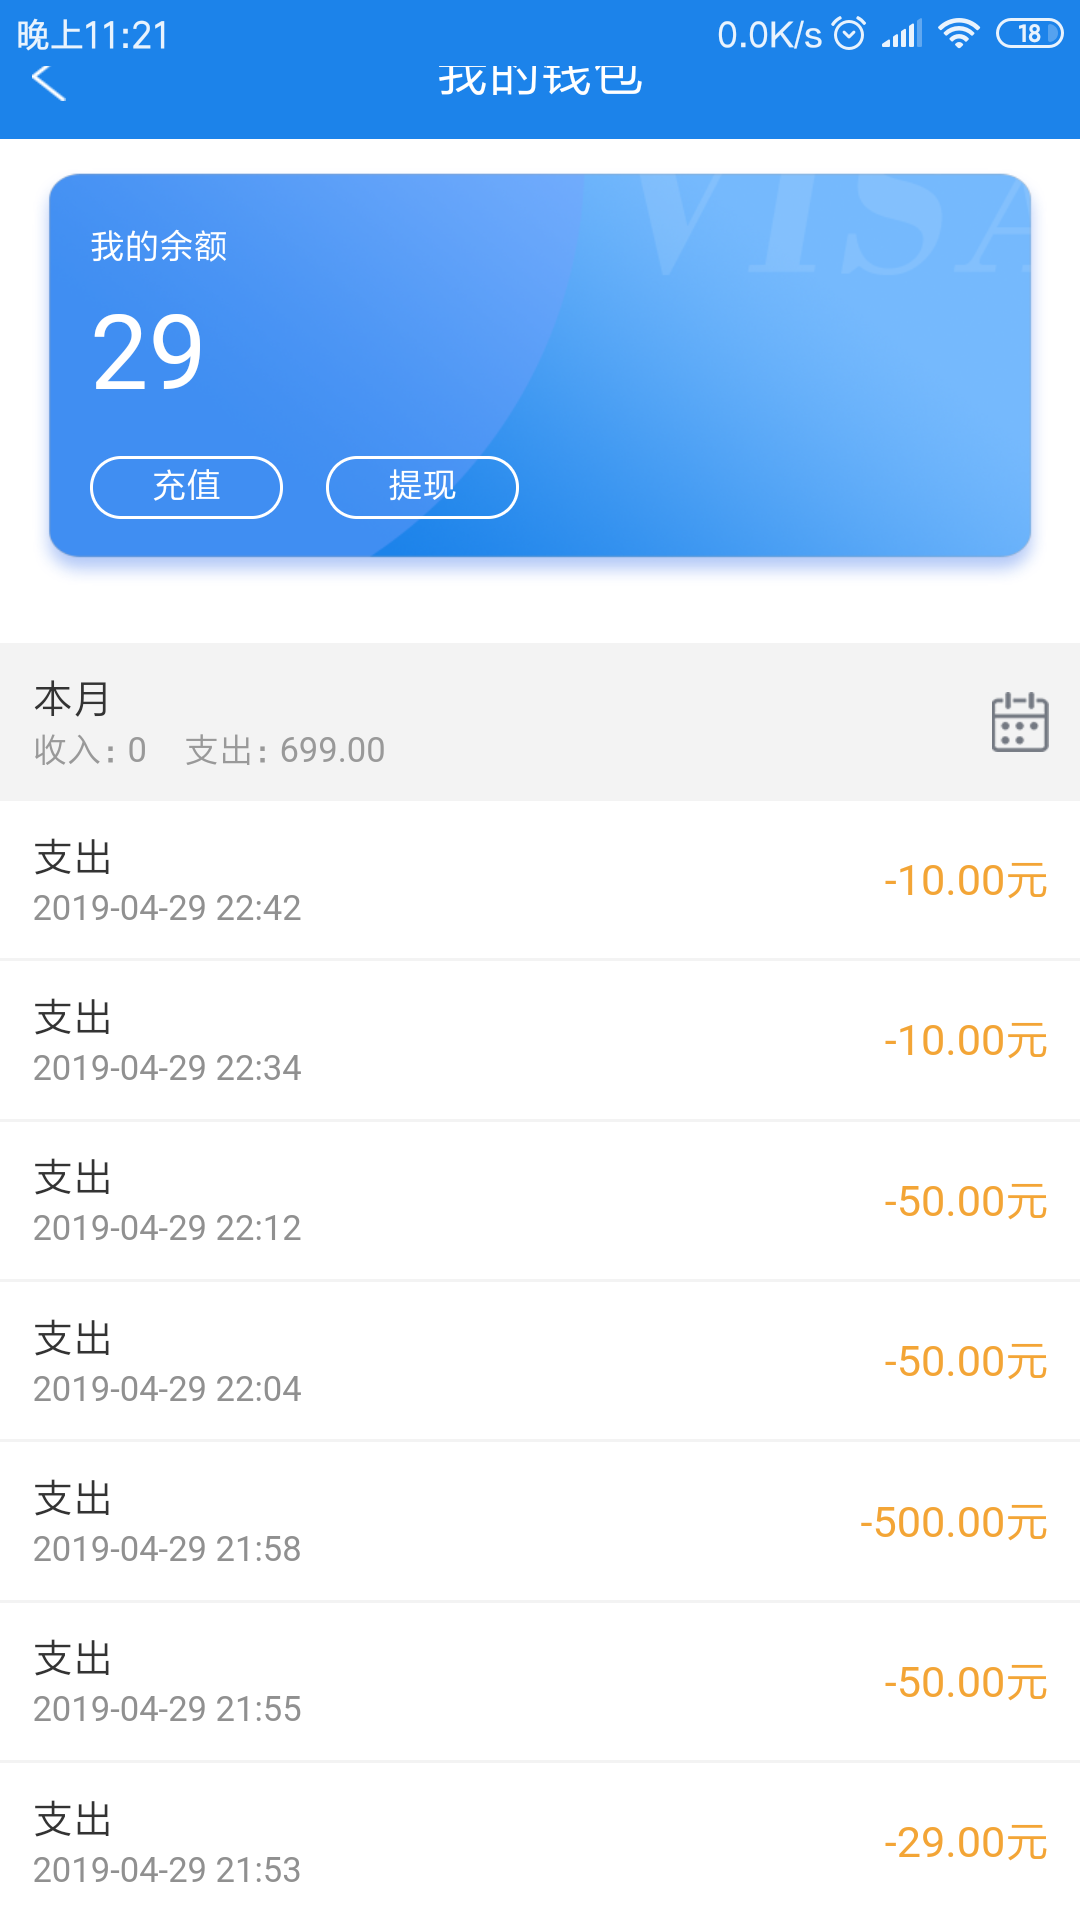 晚上11:21
0.0K/s
18
我的钱包
VISA
我的余额
29
充值
提现
本月
收入: 0 支出: 699.00
支出
2019-04-29 22:42
-10.00元
支出
2019-04-29 22:34
-10.00元
支出
2019-04-29 22:12
-50.00元
支出
2019-04-29 22:04
-50.00元
支出
2019-04-29 21:58
-500.00元
支出
2019-04-29 21:55
-50.00元
支出
2019-04-29 21:53
-29.00元